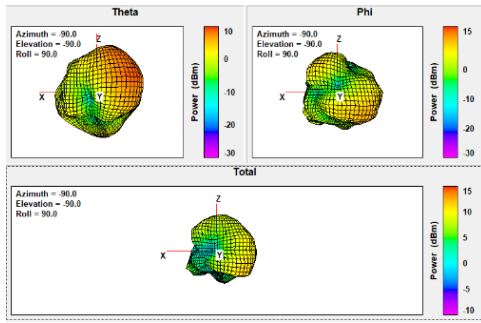 Theta
Azimuth = -90.0
Elevation = -90.0
Roll = 90.0
Z
X
Y
10
0
-10
-20
-30
Power (dBm)
Phi
Azimuth = -90.0
Elevation = -90.0
Roll = 90.0
Z
X
Y
15
0
-10
-20
-30
Power (dBm)
Total
Azimuth = -90.0
Elevation = -90.0
Roll = 90.0
Z
X
Y
15
10
5
0
-5
-10
Power (dBm)